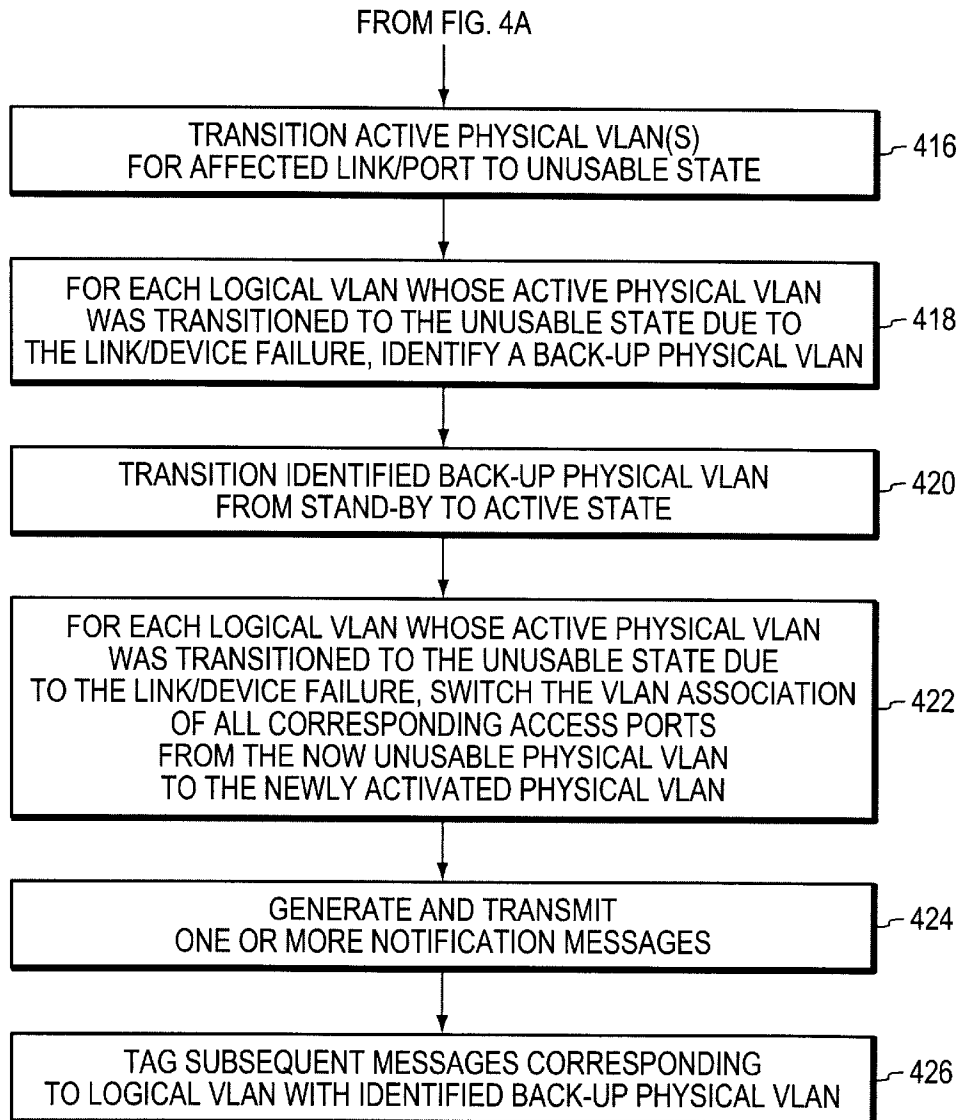 FROM FIG. 4A
TRANSITION ACTIVE PHYSICAL VLAN(S)
FOR AFFECTED LINK/PORT TO UNUSABLE STATE
416
FOR EACH LOGICAL VLAN WHOSE ACTIVE PHYSICAL VLAN
WAS TRANSITIONED TO THE UNUSABLE STATE DUE TO
THE LINK/DEVICE FAILURE, IDENTIFY A BACK-UP PHYSICAL VLAN
418
TRANSITION IDENTIFIED BACK-UP PHYSICAL VLAN
FROM STAND-BY TO ACTIVE STATE
420
FOR EACH LOGICAL VLAN WHOSE ACTIVE PHYSICAL VLAN
WAS TRANSITIONED TO THE UNUSABLE STATE DUE
TO THE LINK/DEVICE FAILURE, SWITCH THE VLAN ASSOCIATION
OF ALL CORRESPONDING ACCESS PORTS
FROM THE NOW UNUSABLE PHYSICAL VLAN
TO THE NEWLY ACTIVATED PHYSICAL VLAN
422
GENERATE AND TRANSMIT
ONE OR MORE NOTIFICATION MESSAGES
424
TAG SUBSEQUENT MESSAGES CORRESPONDING
TO LOGICAL VLAN WITH IDENTIFIED BACK-UP PHYSICAL VLAN
426